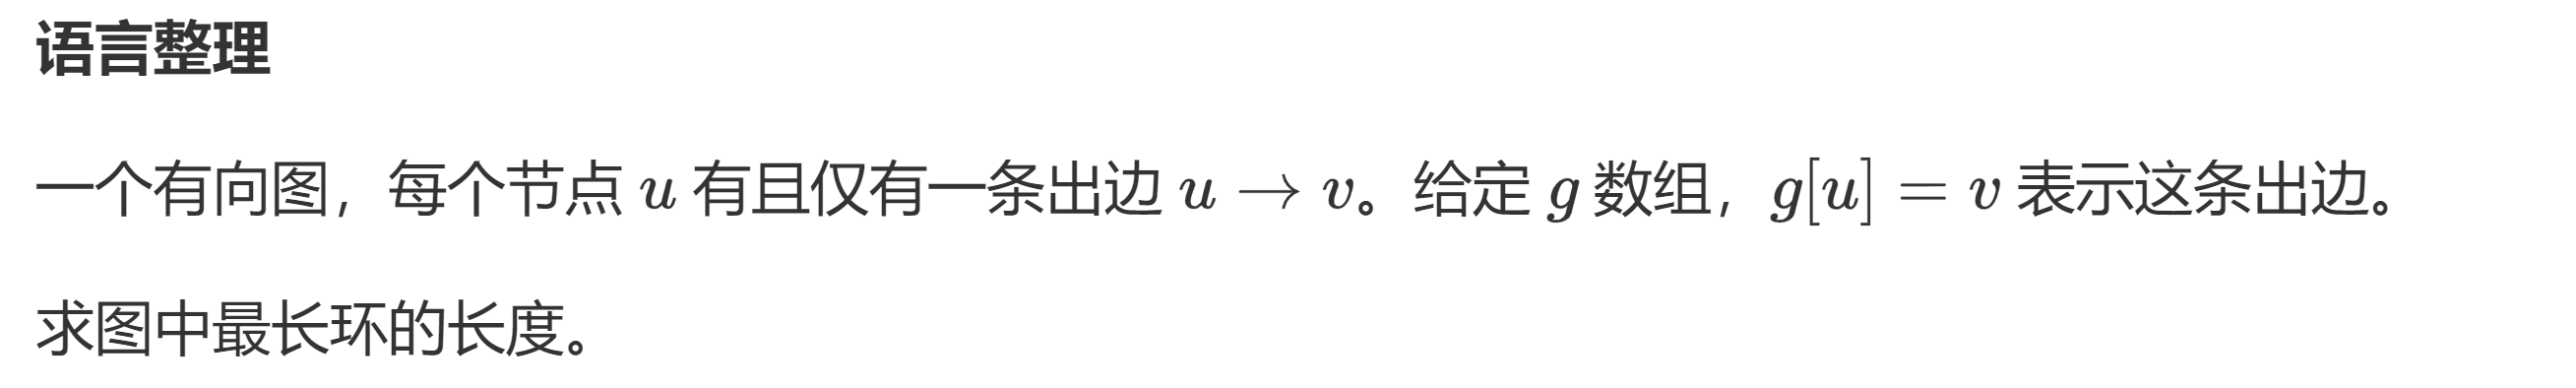 语言整理
一个有向图，每个节点 u 有且仅有一条出边 u → v。给定 g 数组，g[u] = v 表示这条出边。
求图中最长环的长度。